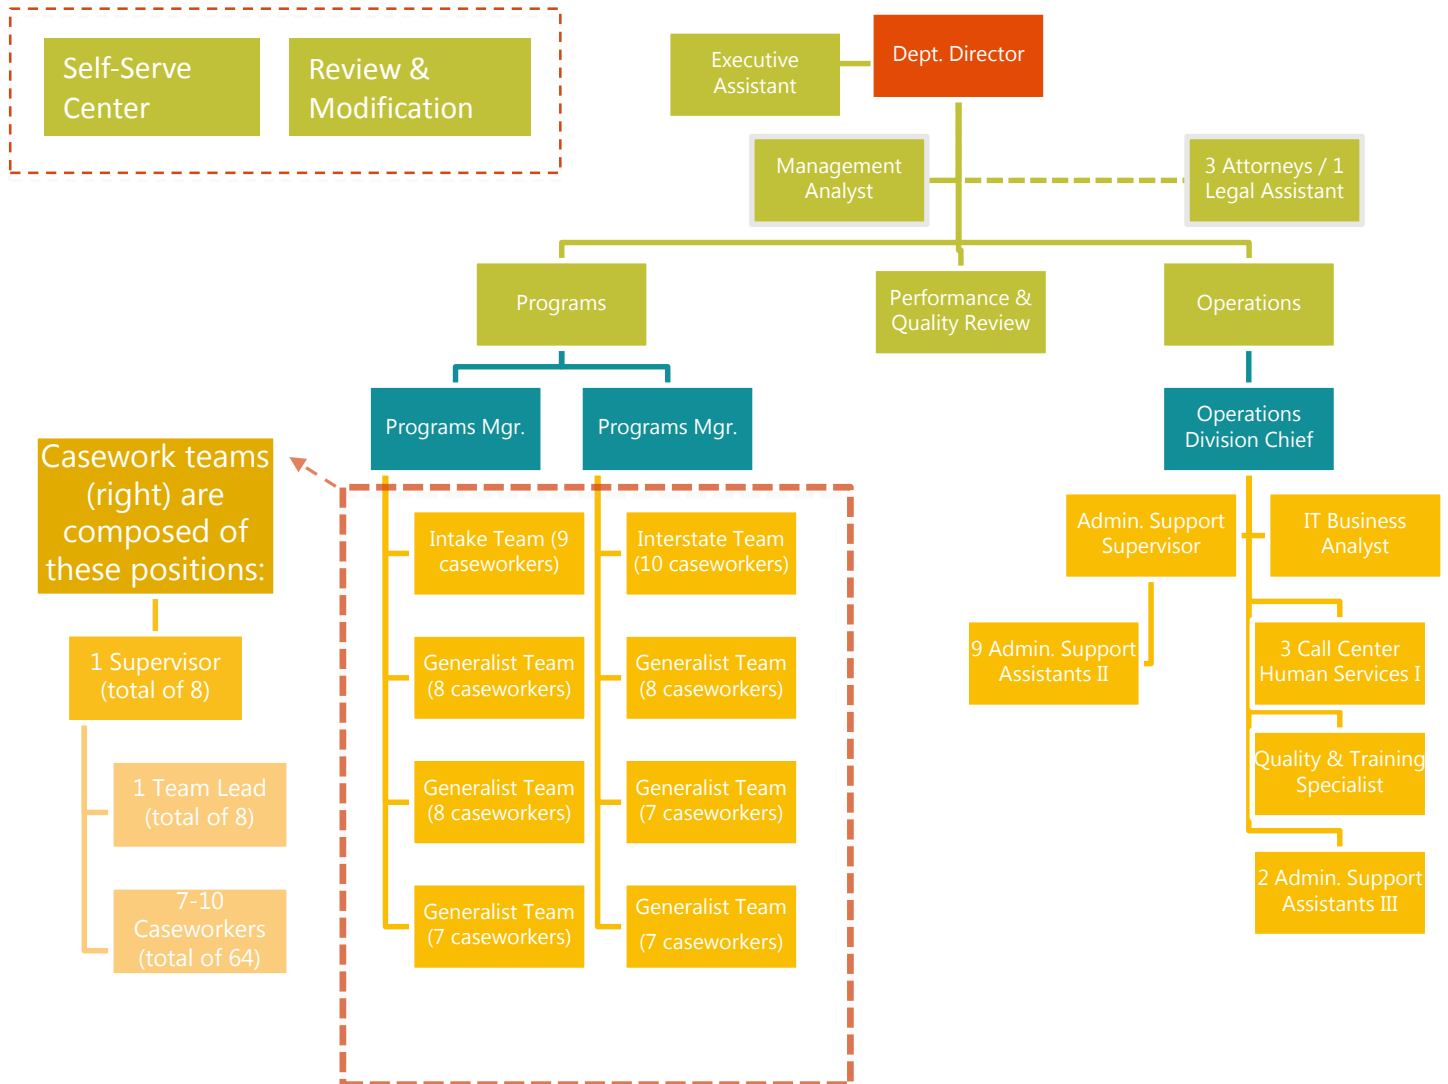 Self-Serve
Center
Review &
Modification
Executive
Assistant
Dept. Director
Management
Analyst
3 Attorneys / 1
Legal Assistant
Programs
Performance &
Quality Review
Operations
Programs Mgr.
Programs Mgr.
Operations
Division Chief
Casework teams
(right) are
composed of
these positions:
1 Supervisor
(total of 8)
1 Team Lead
(total of 8)
7-10
Caseworkers
(total of 64)
Intake Team (9
caseworkers)
Generalist Team
(8 caseworkers)
Generalist Team
(8 caseworkers)
Generalist Team
(7 caseworkers)
Interstate Team
(10 caseworkers)
Generalist Team
(8 caseworkers)
Generalist Team
(7 caseworkers)
Generalist Team
(7 caseworkers)
Admin. Support
Supervisor
IT Business
Analyst
9 Admin. Support
Assistants II
3 Call Center
Human Services I
Quality & Training
Specialist
2 Admin. Support
Assistants III